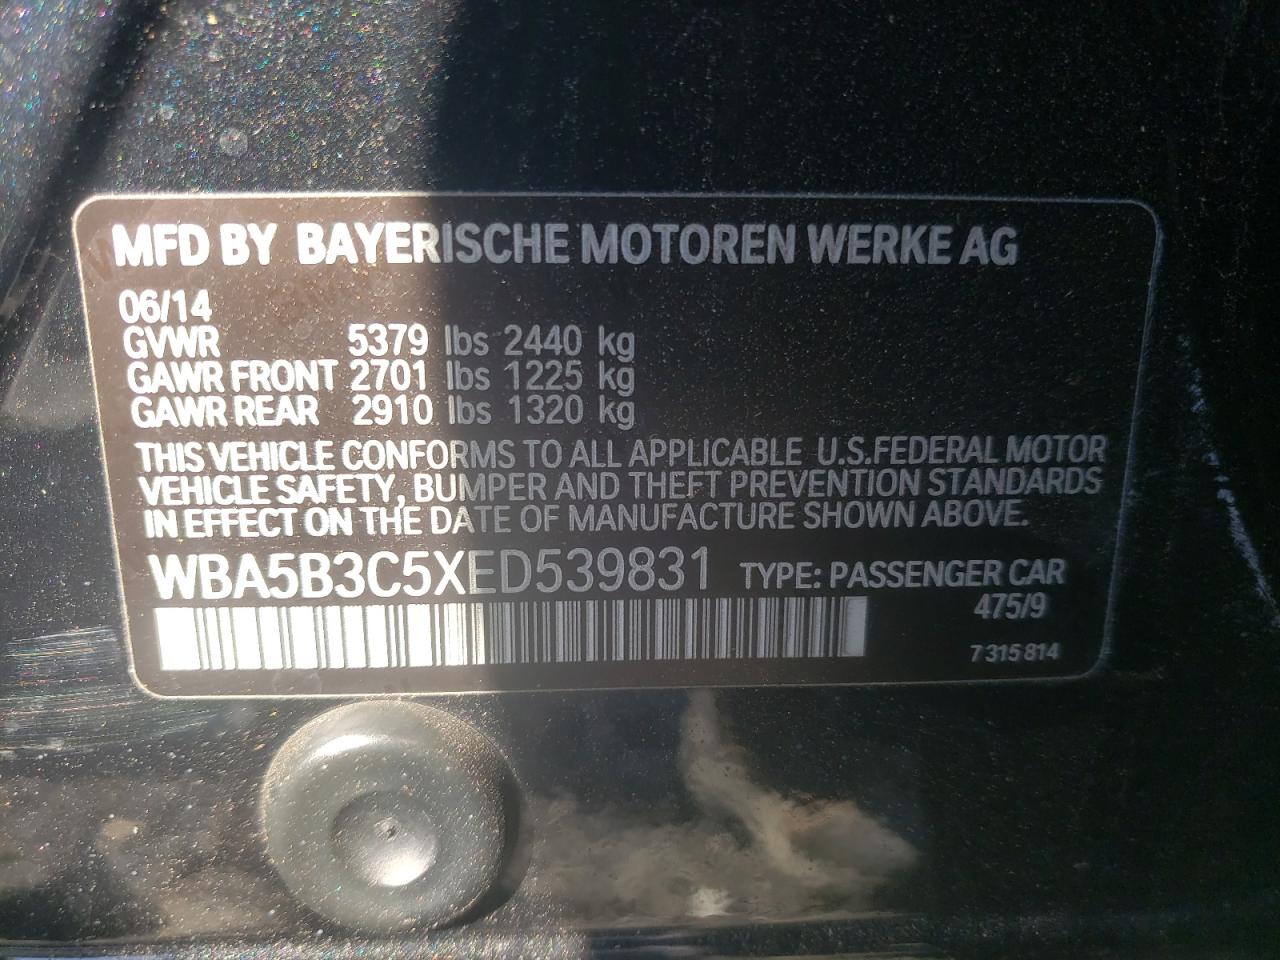 MFD BY BAYERISCHE MOTOREN WERKE AG
06/14
GVWR 5379 lbs 2440 kg
GAWR FRONT 2701 lbs 1225 kg
GAWR REAR 2910 lbs 1320 kg
THIS VEHICLE CONFORMS TO ALL APPLICABLE U.S.FEDERAL MOTOR
VEHICLE SAFETY, BUMPER AND THEFT PREVENTION STANDARDS
IN EFFECT ON THE DATE OF MANUFACTURE SHOWN ABOVE.
WBA5B3C5XED539831 TYPE: PASSENGER CAR
475/9
7 315 814